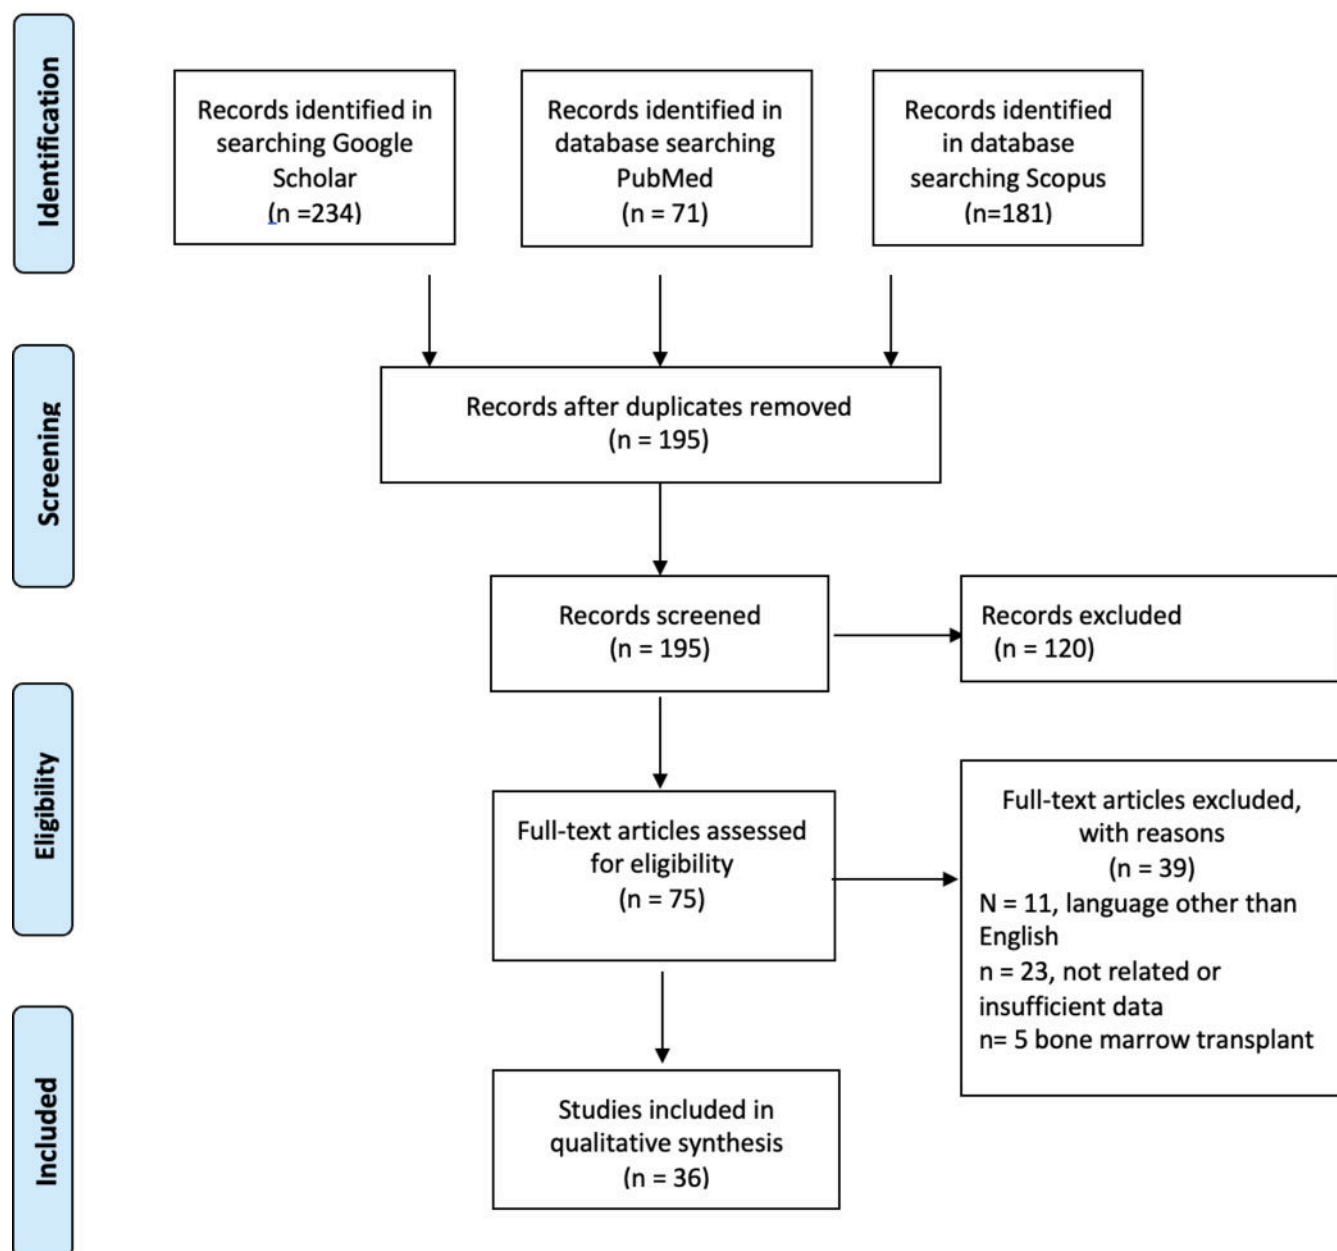 Identification
Records identified in
searching Google
Scholar
(n =234)
Records identified in
database searching
PubMed
(n = 71)
Records identified
in database
searching Scopus
(n=181)
Screening
Records after duplicates removed
(n = 195)
Records screened
(n = 195)
Records excluded
(n = 120)
Eligibility
Full-text articles assessed
for eligibility
(n = 75)
Full-text articles excluded,
with reasons
(n = 39)
N = 11, language other than
English
n = 23, not related or
insufficient data
n= 5 bone marrow transplant
Included
Studies included in
qualitative synthesis
(n = 36)